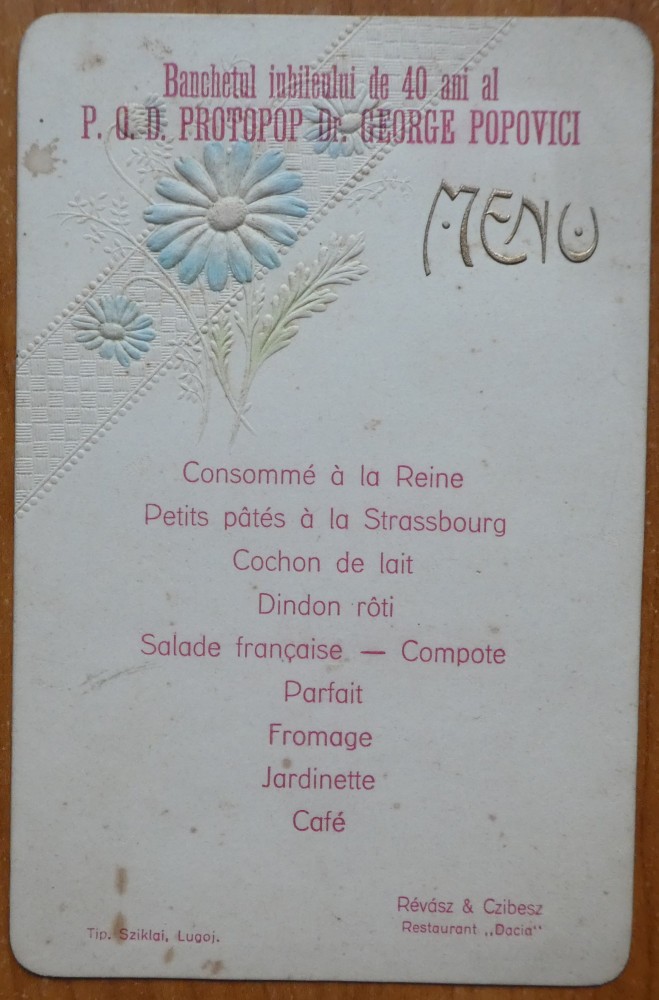 Banchetul iubileului de 40 ani al
P. O. D. PROTOPOP Dr. GEORGE POPOVICI
MENU
Consommé à la Reine
Petits pâtés à la Strassbourg
Cochon de lait
Dindon rôti
Salade française — Compote
Parfait
Fromage
Jardinette
Café
Révász & Czibesz
Restaurant „Dacia“
Tip. Sziklai, Lugoj.